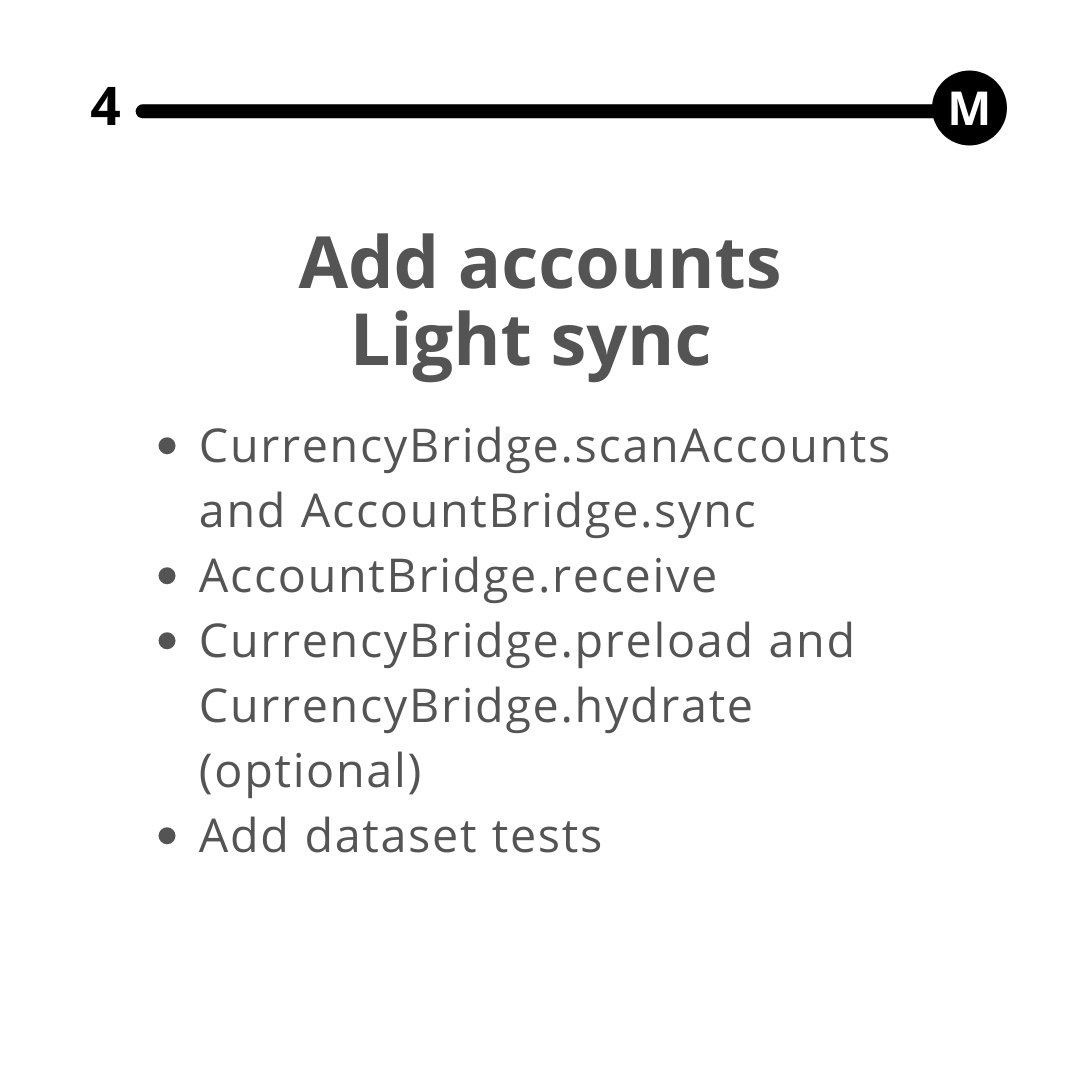 4
M
Add accounts
Light sync
• CurrencyBridge.scanAccounts
and AccountBridge.sync
• AccountBridge.receive
• CurrencyBridge.preload and
CurrencyBridge.hydrate
(optional)
• Add dataset tests